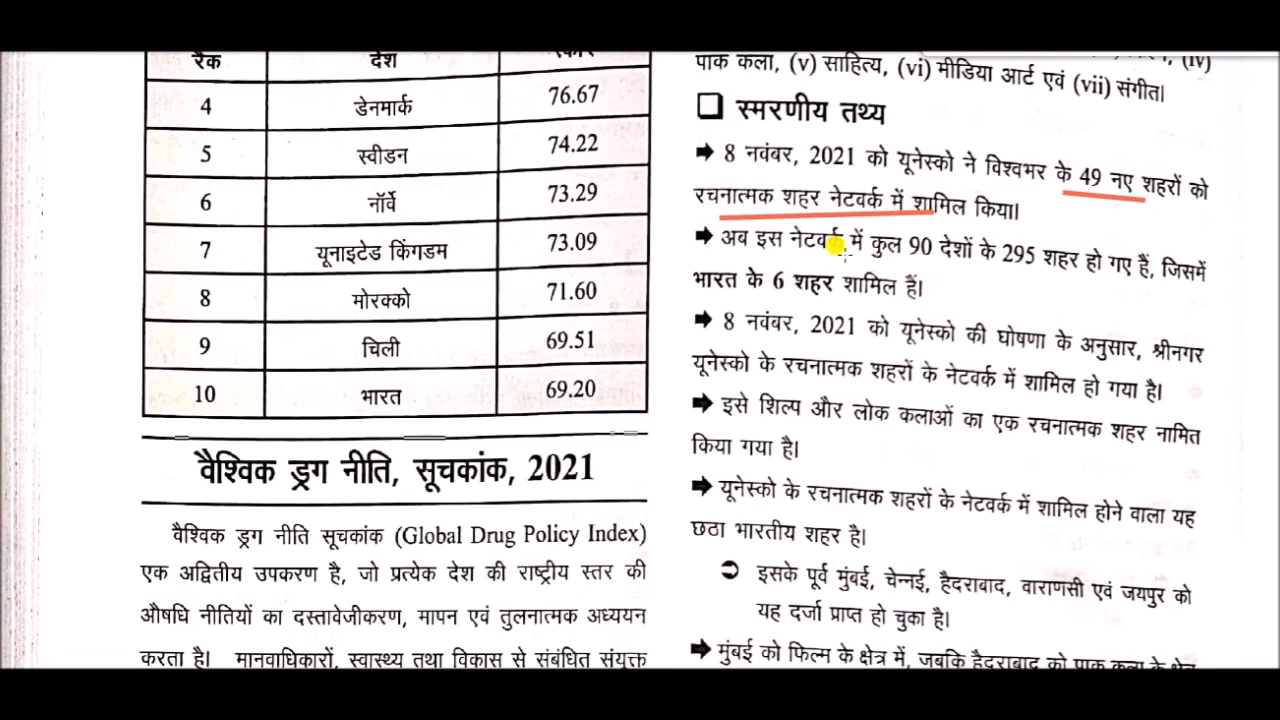 रैंक देश स्कोर
4 डेनमार्क 76.67
5 स्वीडन 74.22
6 नॉर्वे 73.29
7 यूनाइटेड किंगडम 73.09
8 मोरक्को 71.60
9 चिली 69.51
10 भारत 69.20
वैश्विक ड्रग नीति, सूचकांक, 2021
वैश्विक ड्रग नीति सूचकांक (Global Drug Policy Index)
एक अद्वितीय उपकरण है, जो प्रत्येक देश की राष्ट्रीय स्तर की
औषधि नीतियों का दस्तावेजीकरण, मापन एवं तुलनात्मक अध्ययन
करता है। मानवाधिकारों, स्वास्थ्य तथा विकास से संबंधित संयुक्त
(iv)
पाक कला, (v) साहित्य, (vi) मीडिया आर्ट एवं (vii) संगीत।
❑ स्मरणीय तथ्य
➡ 8 नवंबर, 2021 को यूनेस्को ने विश्वभर के 49 नए शहरों को
रचनात्मक शहर नेटवर्क में शामिल किया।
➡ अब इस नेटवर्क में कुल 90 देशों के 295 शहर हो गए हैं, जिसमें
भारत के 6 शहर शामिल हैं।
➡ 8 नवंबर, 2021 को यूनेस्को की घोषणा के अनुसार, श्रीनगर
यूनेस्को के रचनात्मक शहरों के नेटवर्क में शामिल हो गया है।
➡ इसे शिल्प और लोक कलाओं का एक रचनात्मक शहर नामित
किया गया है।
➡ यूनेस्को के रचनात्मक शहरों के नेटवर्क में शामिल होने वाला यह
छठा भारतीय शहर है।
➲ इसके पूर्व मुंबई, चेन्नई, हैदराबाद, वाराणसी एवं जयपुर को
यह दर्जा प्राप्त हो चुका है।
➡ मुंबई को फिल्म के क्षेत्र में, जबकि हैदराबाद को पाक कला के क्षेत्र